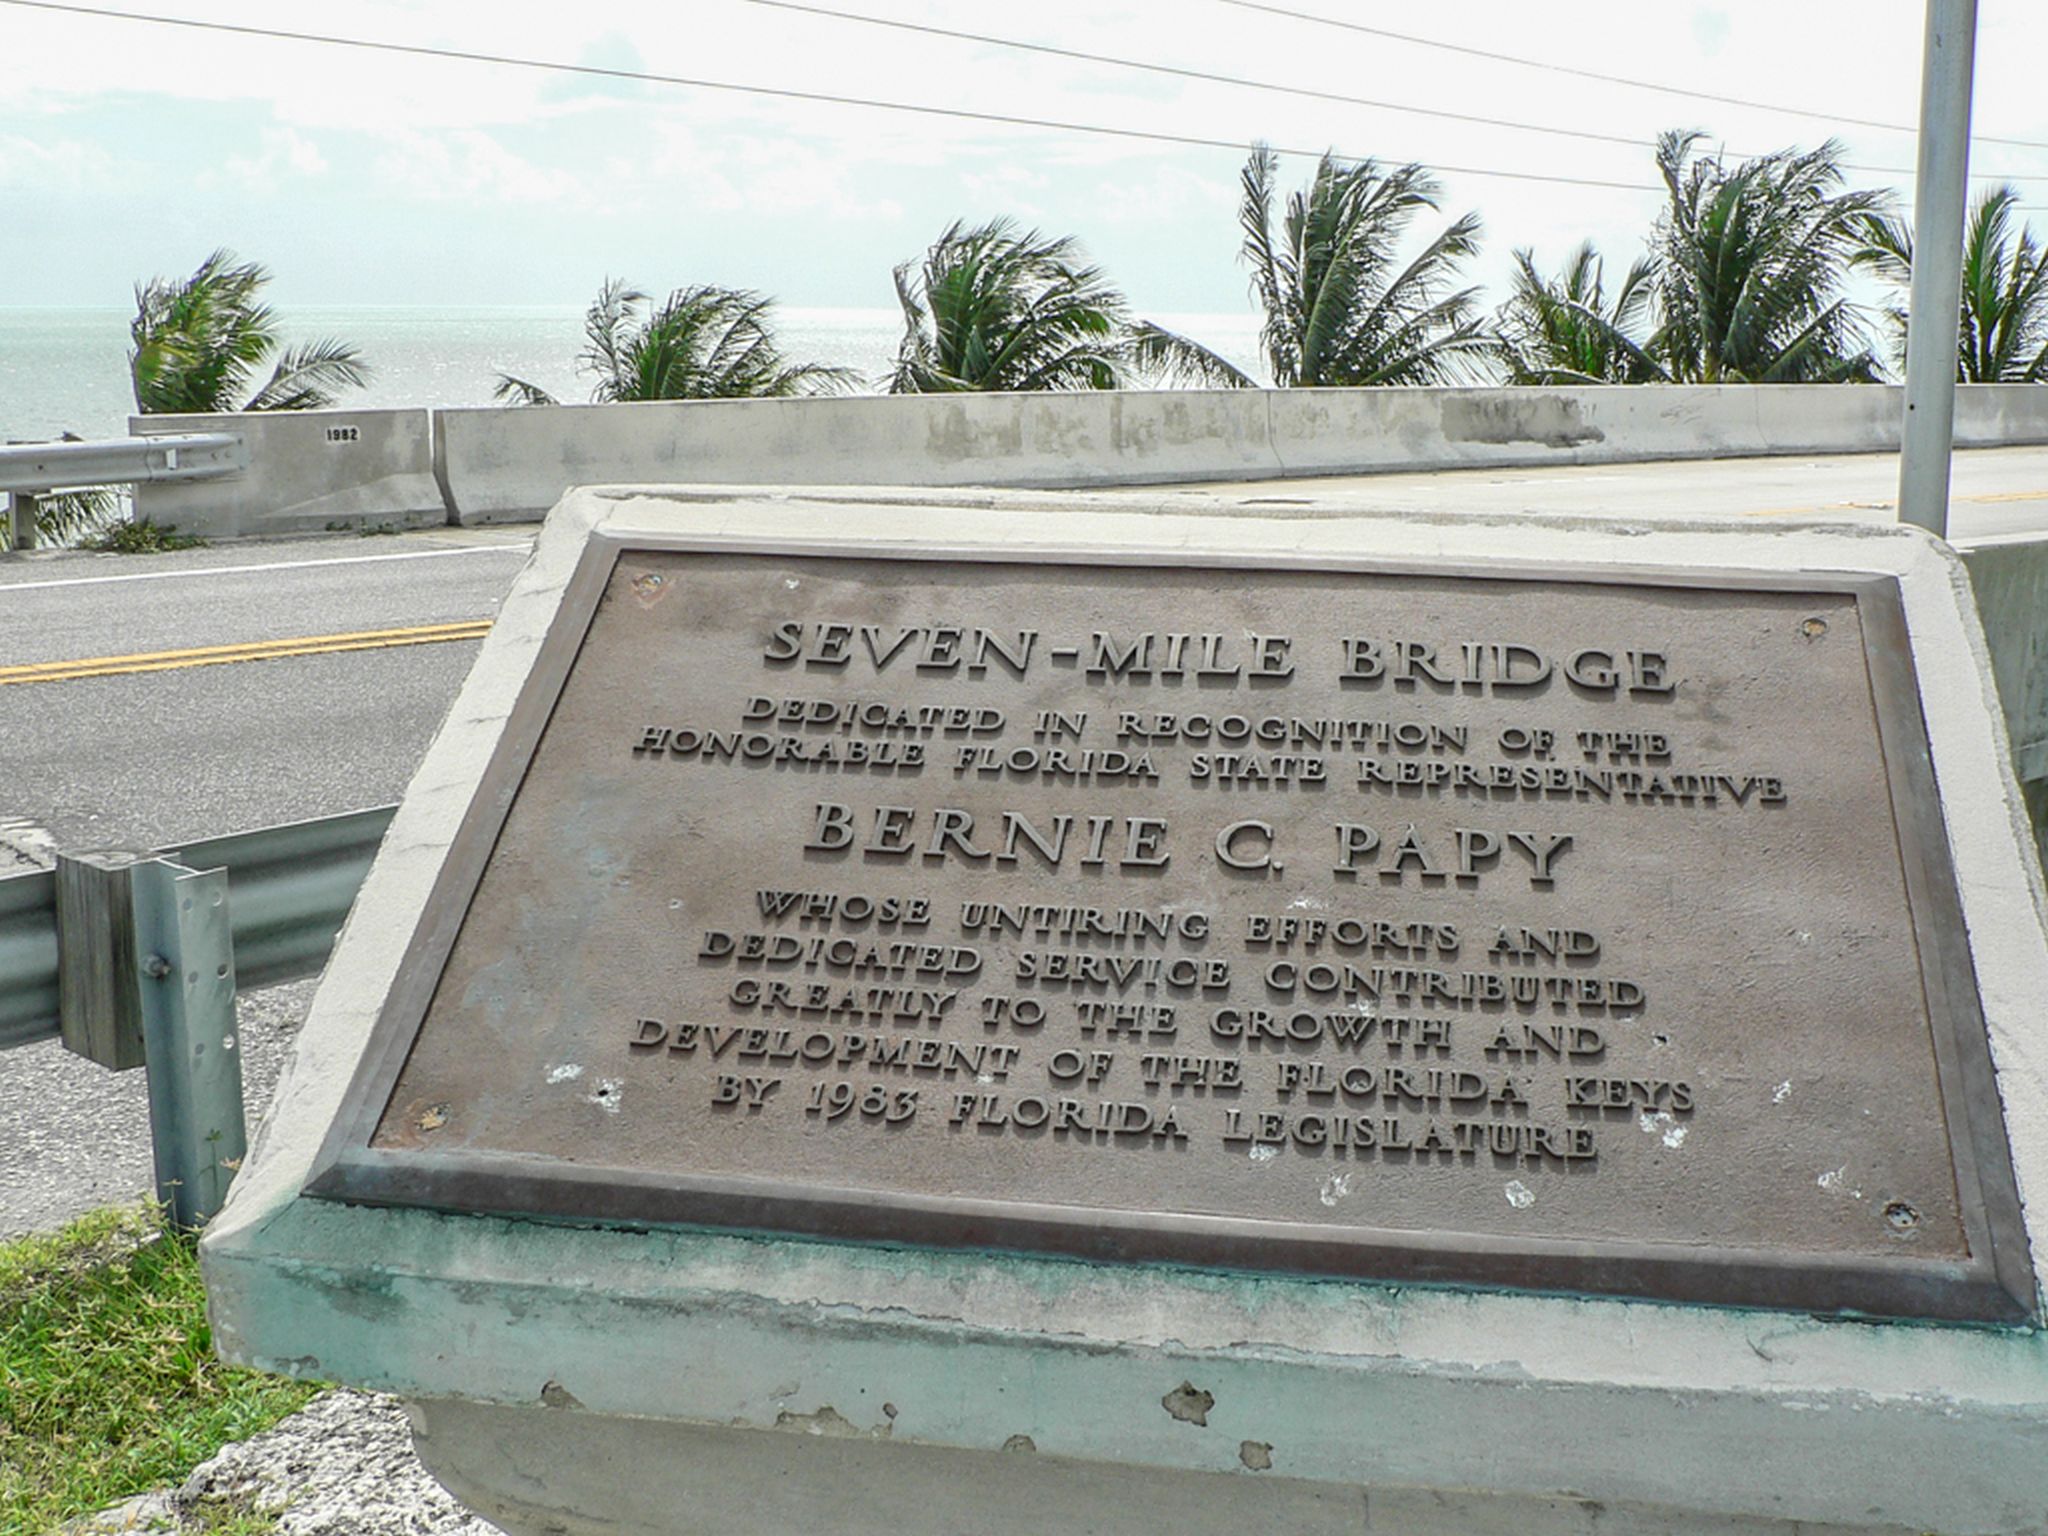 1982
SEVEN-MILE BRIDGE
DEDICATED IN RECOGNITION OF THE
HONORABLE FLORIDA STATE REPRESENTATIVE
BERNIE C. PAPY
WHOSE UNTIRING EFFORTS AND
DEDICATED SERVICE CONTRIBUTED
GREATLY TO THE GROWTH AND
DEVELOPMENT OF THE FLORIDA KEYS
BY 1983 FLORIDA LEGISLATURE